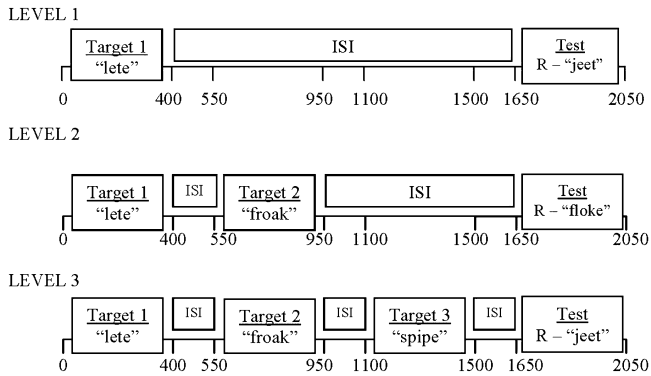 LEVEL 1
Target 1
“lete”
ISI
Test
R – “jeet”
0 400 550 950 1100 1500 1650 2050
LEVEL 2
Target 1
“lete”
ISI
Target 2
“froak”
ISI
Test
R – “floke”
0 400 550 950 1100 1500 1650 2050
LEVEL 3
Target 1
“lete”
ISI
Target 2
“froak”
ISI
Target 3
“spipe”
ISI
Test
R – “jeet”
0 400 550 950 1100 1500 1650 2050